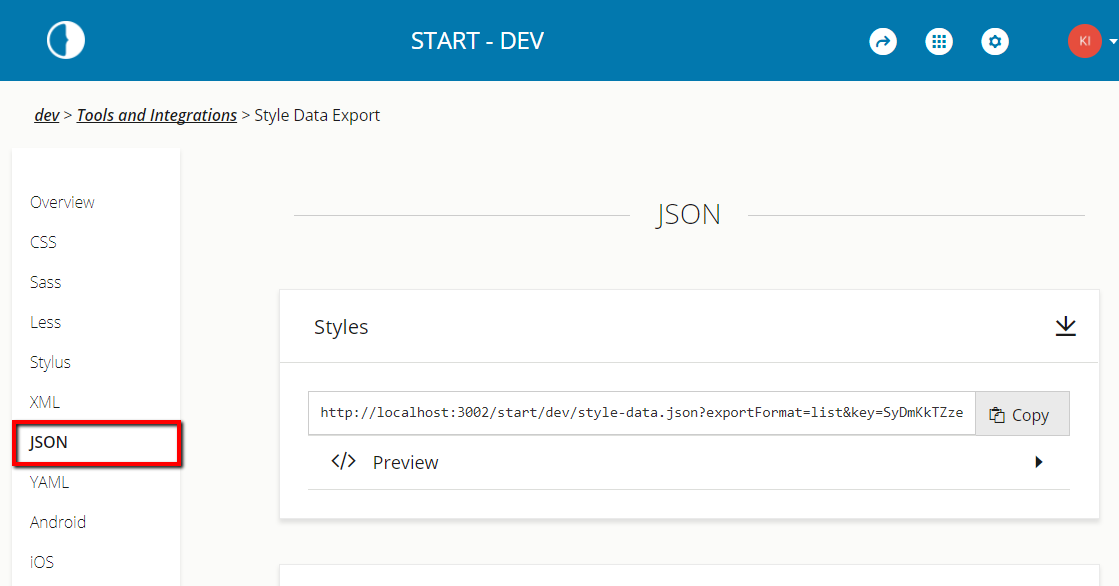 START - DEV
KI
dev > Tools and Integrations > Style Data Export
Overview
CSS
Sass
Less
Stylus
XML
JSON
YAML
Android
iOS
JSON
Styles
http://localhost:3002/start/dev/style-data.json?exportFormat=list&key=SyDmKkTZze
Copy
</> Preview